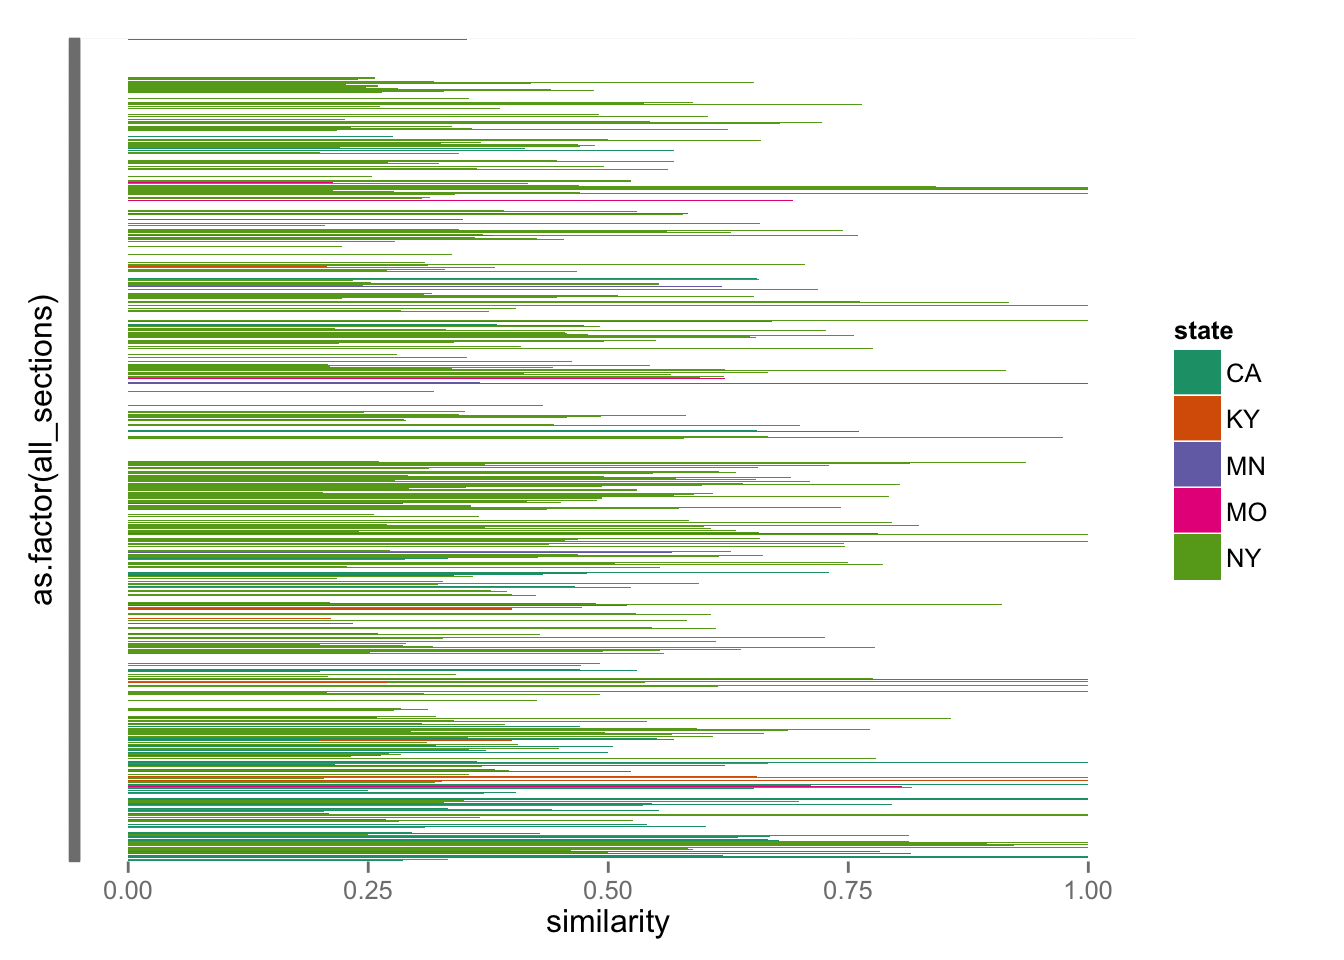 as.factor(all_sections)
0.00 0.25 0.50 0.75 1.00
similarity
state
CA
KY
MN
MO
NY